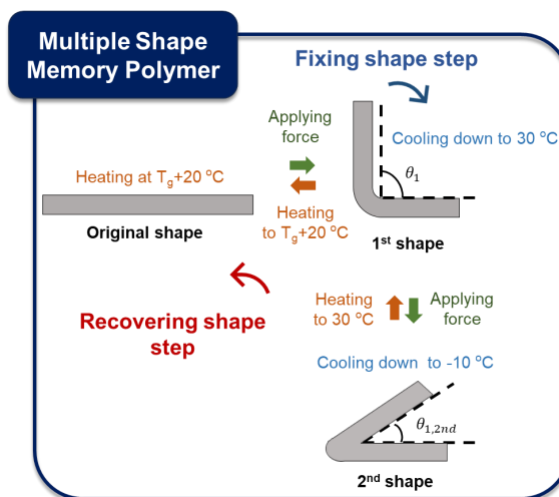 Multiple Shape
Memory Polymer
Fixing shape step
Applying
force
Cooling down to 30 °C
θ₁
Heating at Tg+20 °C
Heating
to Tg+20 °C
Original shape
1st shape
Recovering shape
step
Heating
to 30 °C
Applying
force
Cooling down to -10 °C
θ₁,₂nd
2nd shape